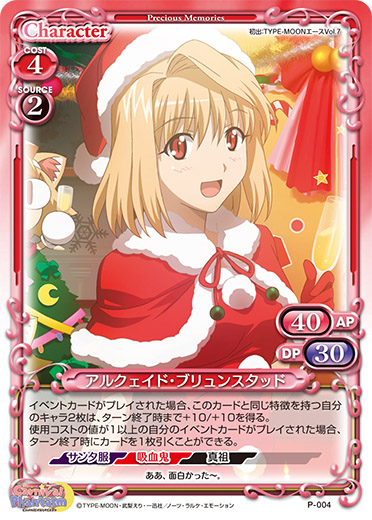 Precious Memories
Character
初出:TYPE-MOONエースVol.7
COST
4
SOURCE
2
40 AP
DP 30
アルクェイド・ブリュンスタッド
イベントカードがプレイされた場合、このカードと同じ特徴を持つ自分
のキャラ2枚は、ターン終了時まで+10/+10を得る。
使用コストの値が1以上の自分のイベントカードがプレイされた場合、
ターン終了時にカードを1枚引くことができる。
サンタ服 吸血鬼 真祖
ああ、面白かった~。
Carnival Phantasm
©TYPE-MOON・武梨えり・一迅社/ノーツ・ラルケ・エモーション
P-004